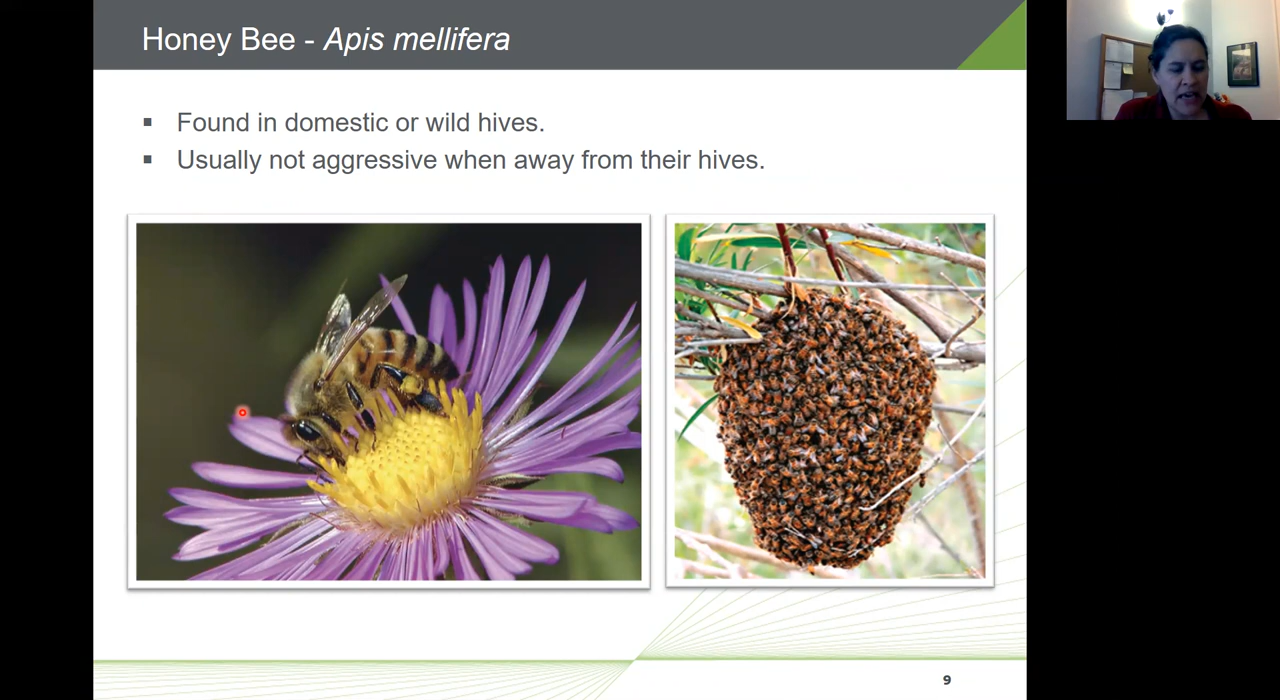 Honey Bee - Apis mellifera
▪ Found in domestic or wild hives.
▪ Usually not aggressive when away from their hives.
9